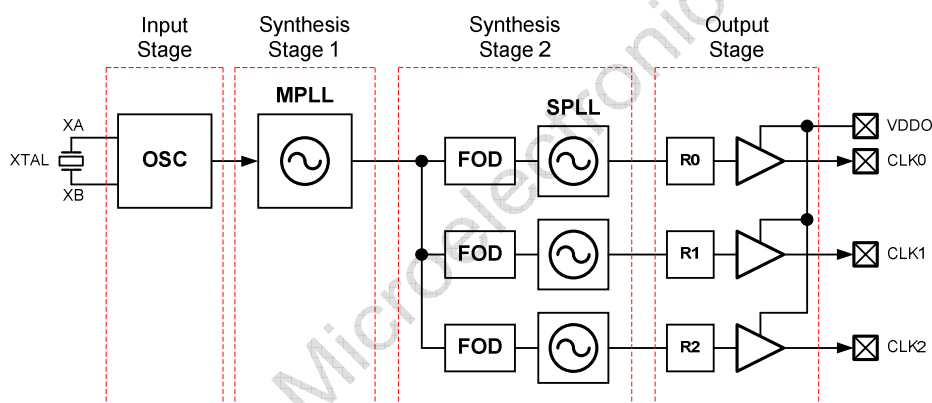 Input
Stage
Synthesis
Stage 1
Synthesis
Stage 2
Output
Stage
MPLL
SPLL
XA
XTAL
XB
OSC
FOD
R0
VDDO
CLK0
FOD
R1
CLK1
FOD
R2
CLK2
Microelectronic